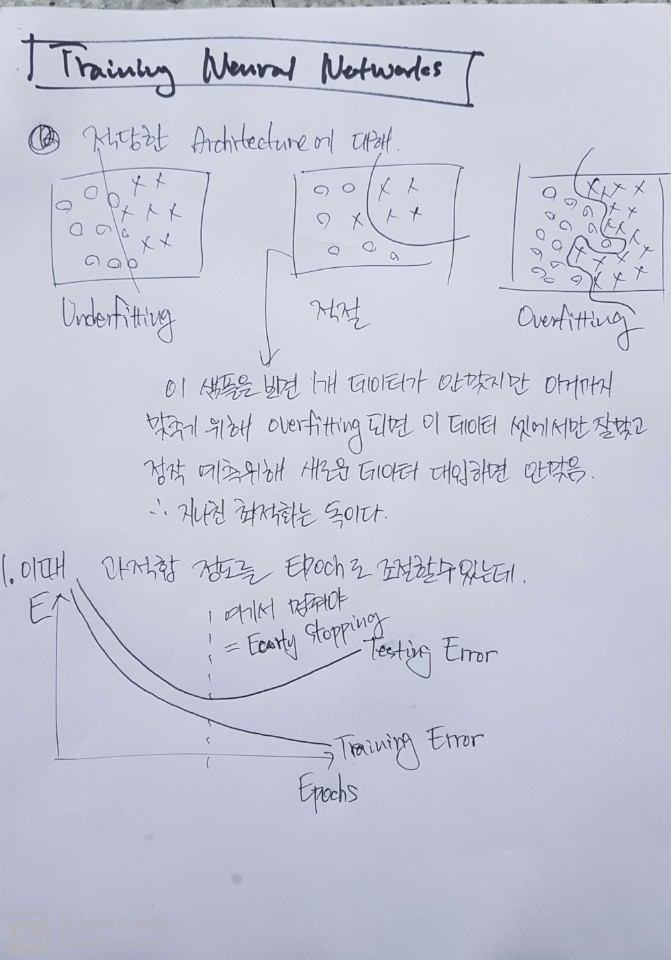 Training Neural Networks
적당한 Architecture에 대해.
Underfitting
적절
Overfitting
이 샘플을 보면 1개 데이터가 안맞지만 이거까지
맞추기 위해 overfitting 되면 이 데이터 셋에서만 잘맞고
정작 예측위해 새로운 데이터 대입하면 안맞음.
∴ 지나친 최적화는 독이다.
1. 이때 과적합 정도를 Epoch로 조절할수있는데.
E
여기서 멈춰야
= Early Stopping
Testing Error
Training Error
Epochs